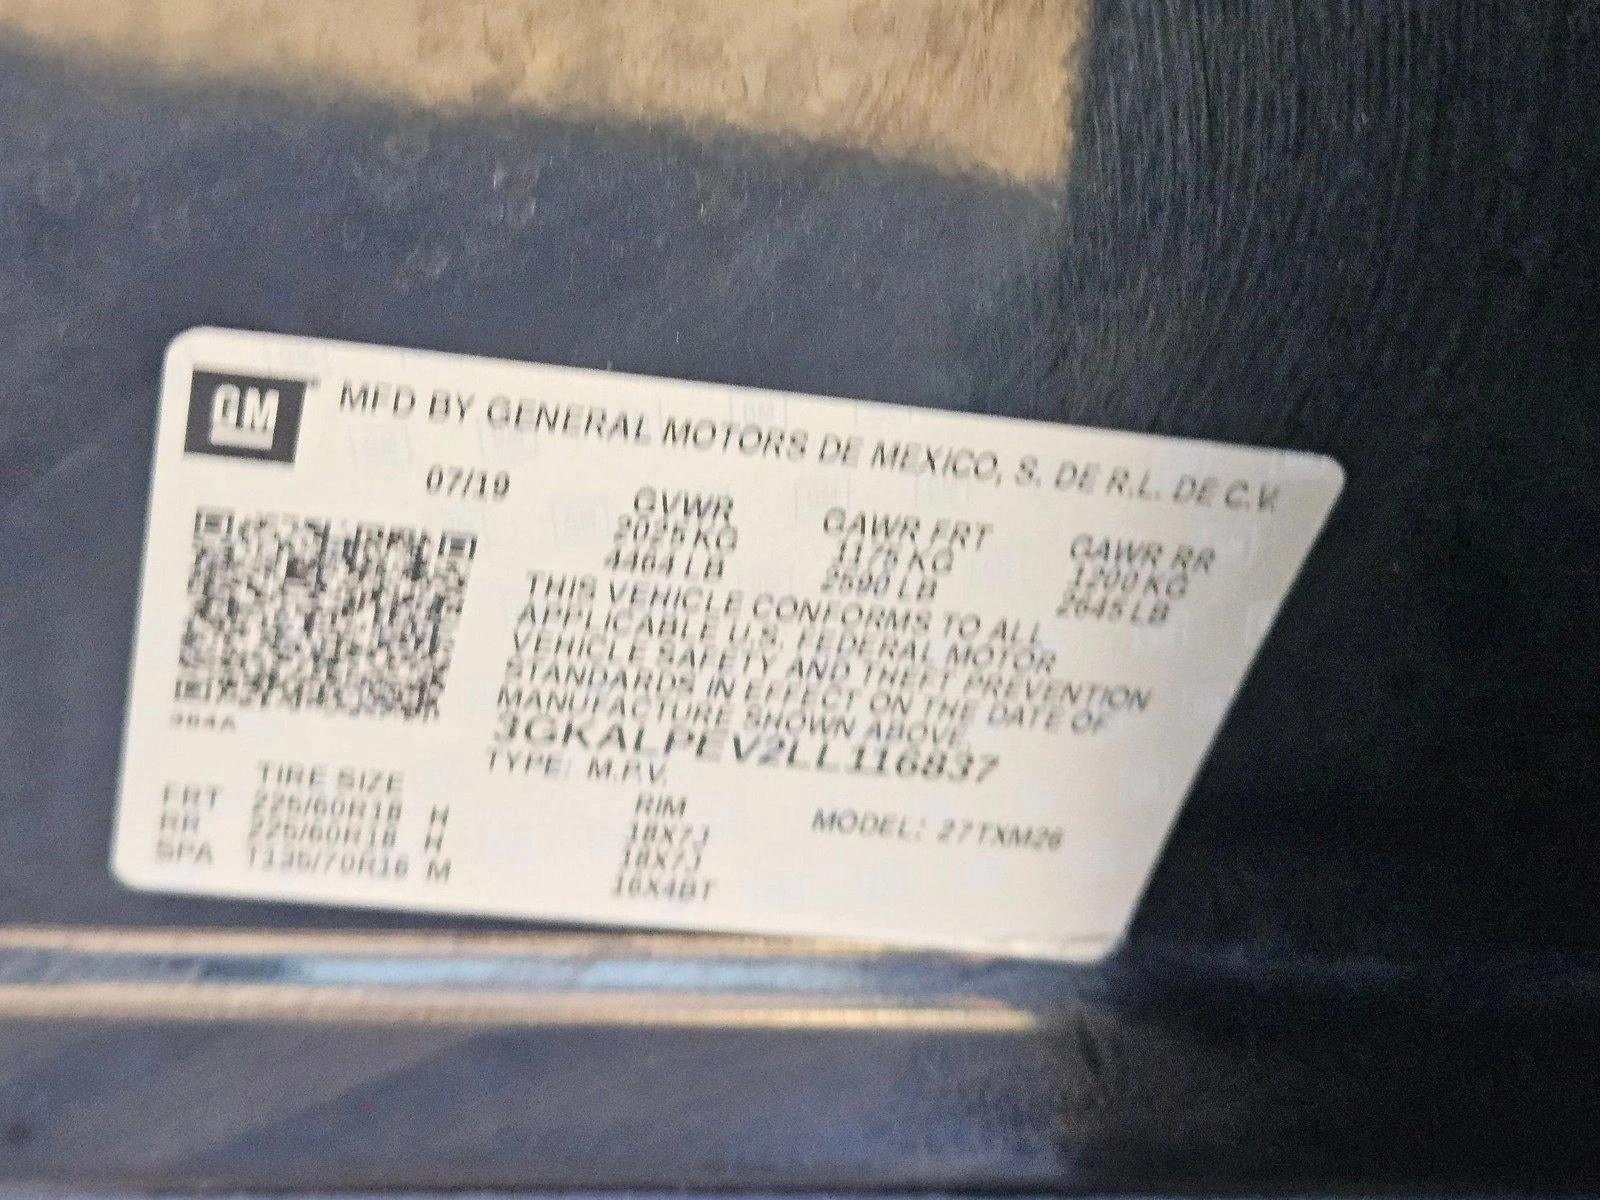 GM
MFD BY GENERAL MOTORS DE MEXICO, S. DE R.L. DE C.V.
07/19
GVWR GAWR FRT GAWR RR
2025 KG 1175 KG 1200 KG
4464 LB 2590 LB 2645 LB
THIS VEHICLE CONFORMS TO ALL
APPLICABLE U.S. FEDERAL MOTOR
VEHICLE SAFETY AND THEFT PREVENTION
STANDARDS IN EFFECT ON THE DATE OF
MANUFACTURE SHOWN ABOVE.
3GKALPEV2LL116837
TYPE: M.P.V. MODEL: 27TXM26
TIRE SIZE RIM
FRT 225/60R18 H 18X7J
RR 225/60R18 H 18X7J
SPA T135/70R16 M 16X4BT